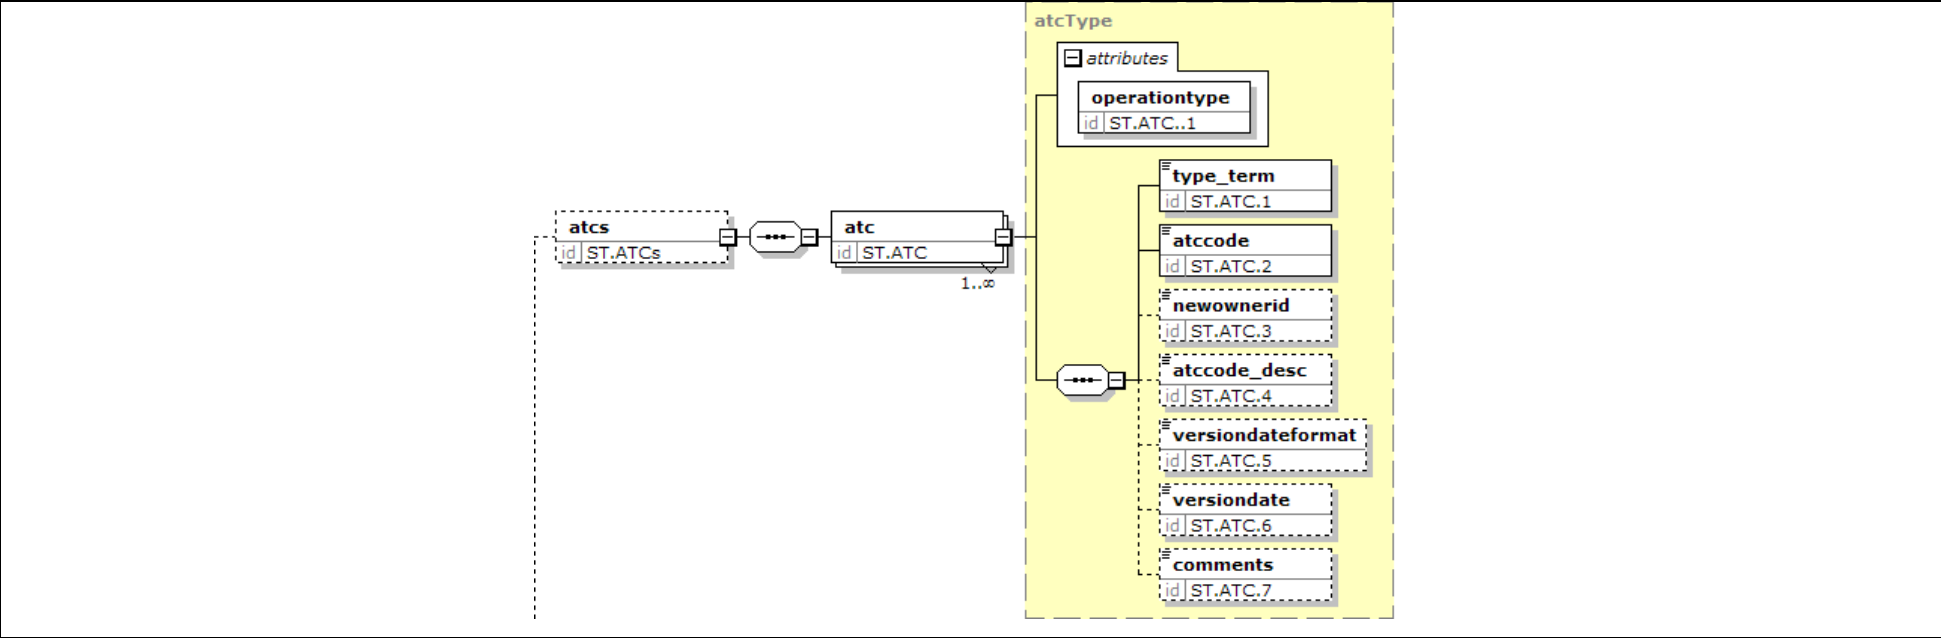 atcType
attributes
operationtype
id ST.ATC..1
type_term
id ST.ATC.1
atcs
id ST.ATCs
atc
id ST.ATC
1..∞
atccode
id ST.ATC.2
newownerid
id ST.ATC.3
atccode_desc
id ST.ATC.4
versiondateformat
id ST.ATC.5
versiondate
id ST.ATC.6
comments
id ST.ATC.7